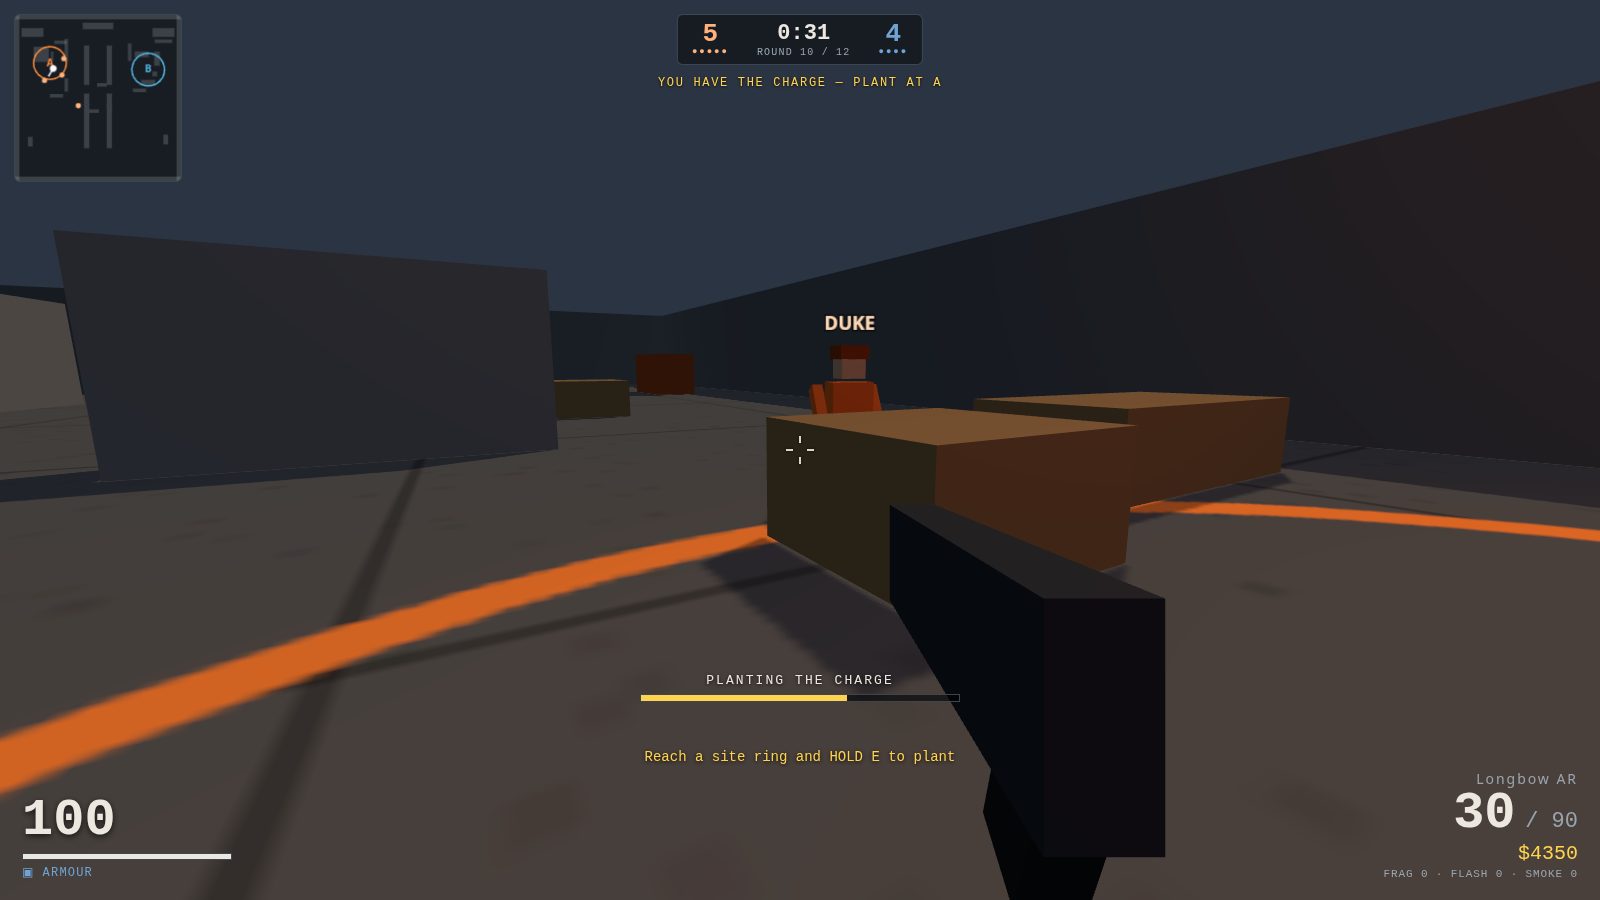 A
B
5 0:31 4
ROUND 10 / 12
YOU HAVE THE CHARGE — PLANT AT A
DUKE
PLANTING THE CHARGE
Reach a site ring and HOLD E to plant
100
ARMOUR
Longbow AR
30 / 90
$4350
FRAG 0 · FLASH 0 · SMOKE 0